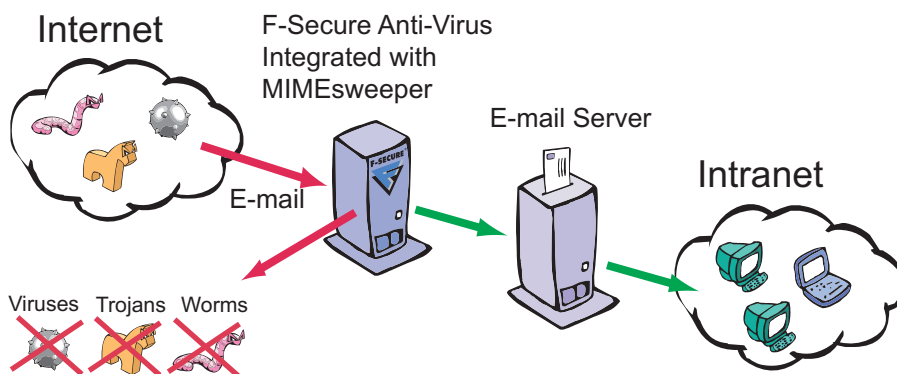 Internet
F-Secure Anti-Virus
Integrated with
MIMEsweeper
E-mail Server
F-SECURE
E-mail
Intranet
Viruses
Trojans
Worms